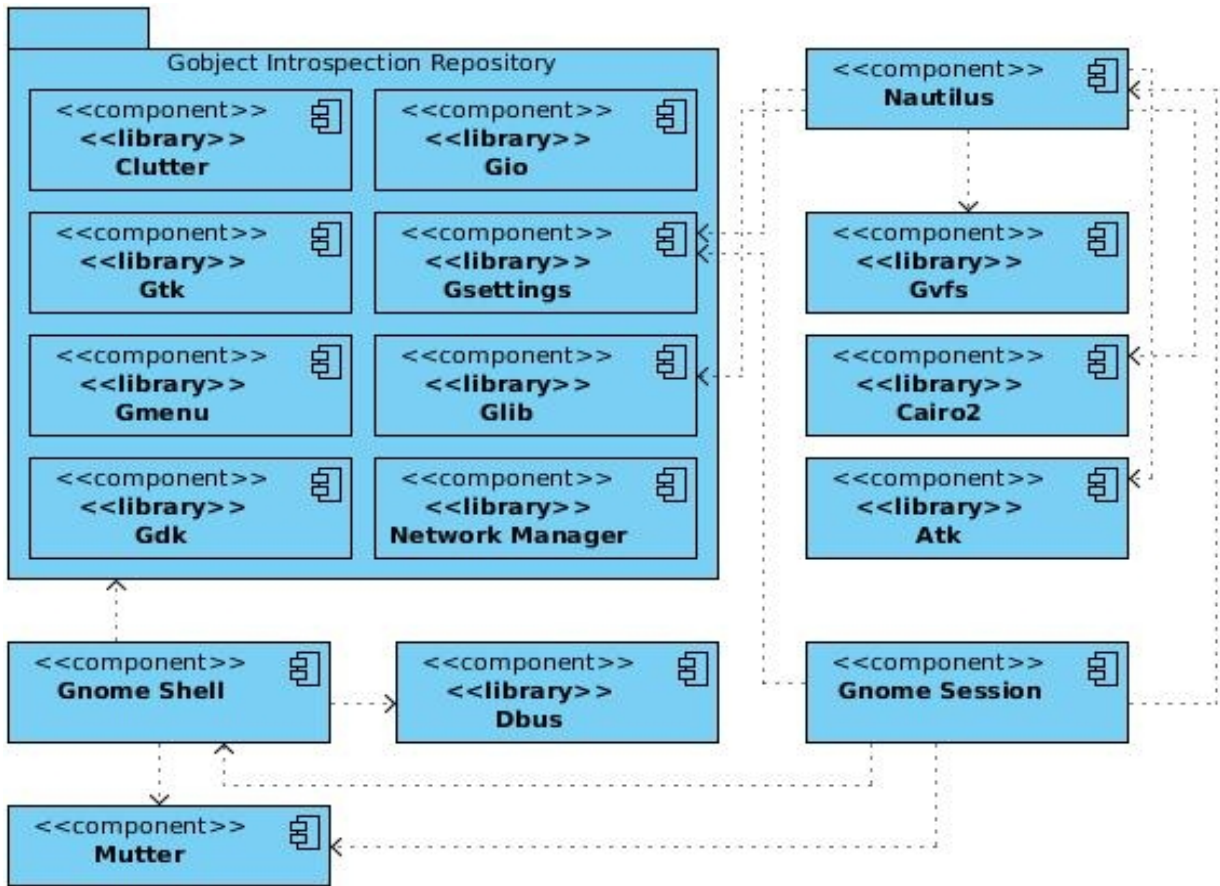 Gobject Introspection Repository
<<component>>
<<library>>
Clutter
<<component>>
<<library>>
Gio
<<component>>
<<library>>
Gtk
<<component>>
<<library>>
Gsettings
<<component>>
<<library>>
Gmenu
<<component>>
<<library>>
Glib
<<component>>
<<library>>
Gdk
<<component>>
<<library>>
Network Manager
<<component>>
Nautilus
<<component>>
<<library>>
Gvfs
<<component>>
<<library>>
Cairo2
<<component>>
<<library>>
Atk
<<component>>
Gnome Shell
<<component>>
<<library>>
Dbus
<<component>>
Gnome Session
<<component>>
Mutter